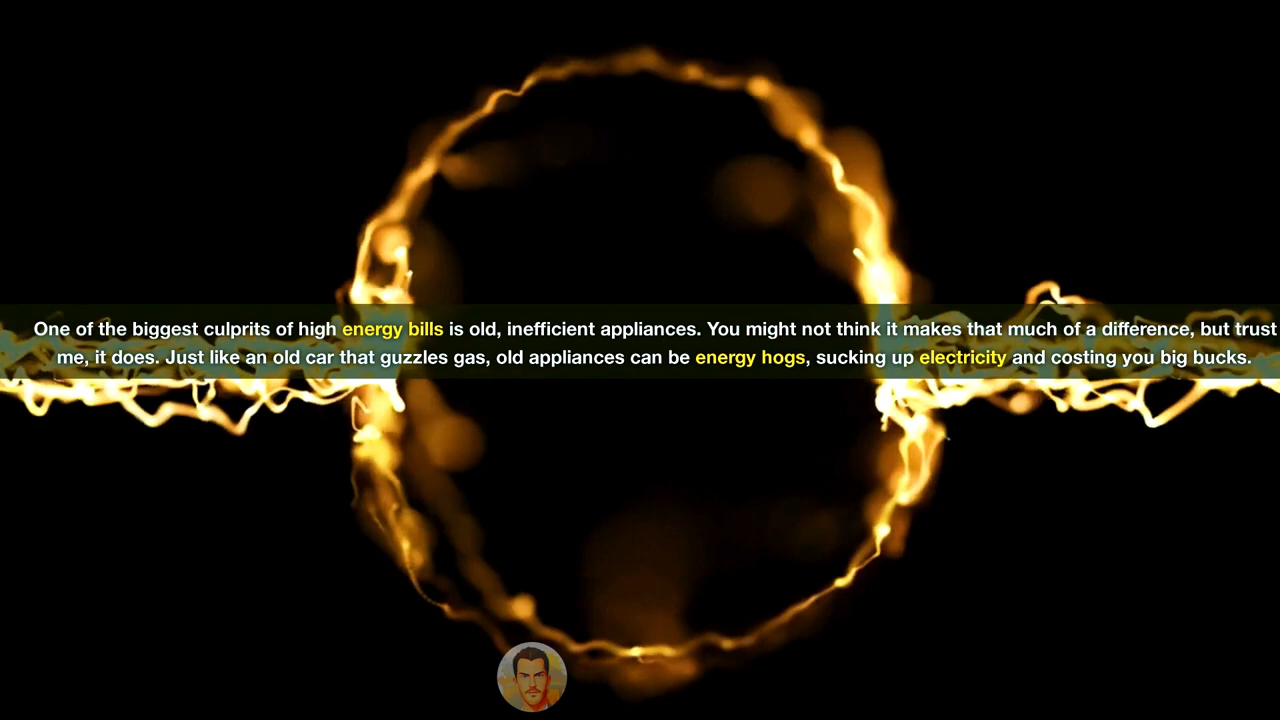 One of the biggest culprits of high energy bills is old, inefficient appliances. You might not think it makes that much of a difference, but trust
me, it does. Just like an old car that guzzles gas, old appliances can be energy hogs, sucking up electricity and costing you big bucks.